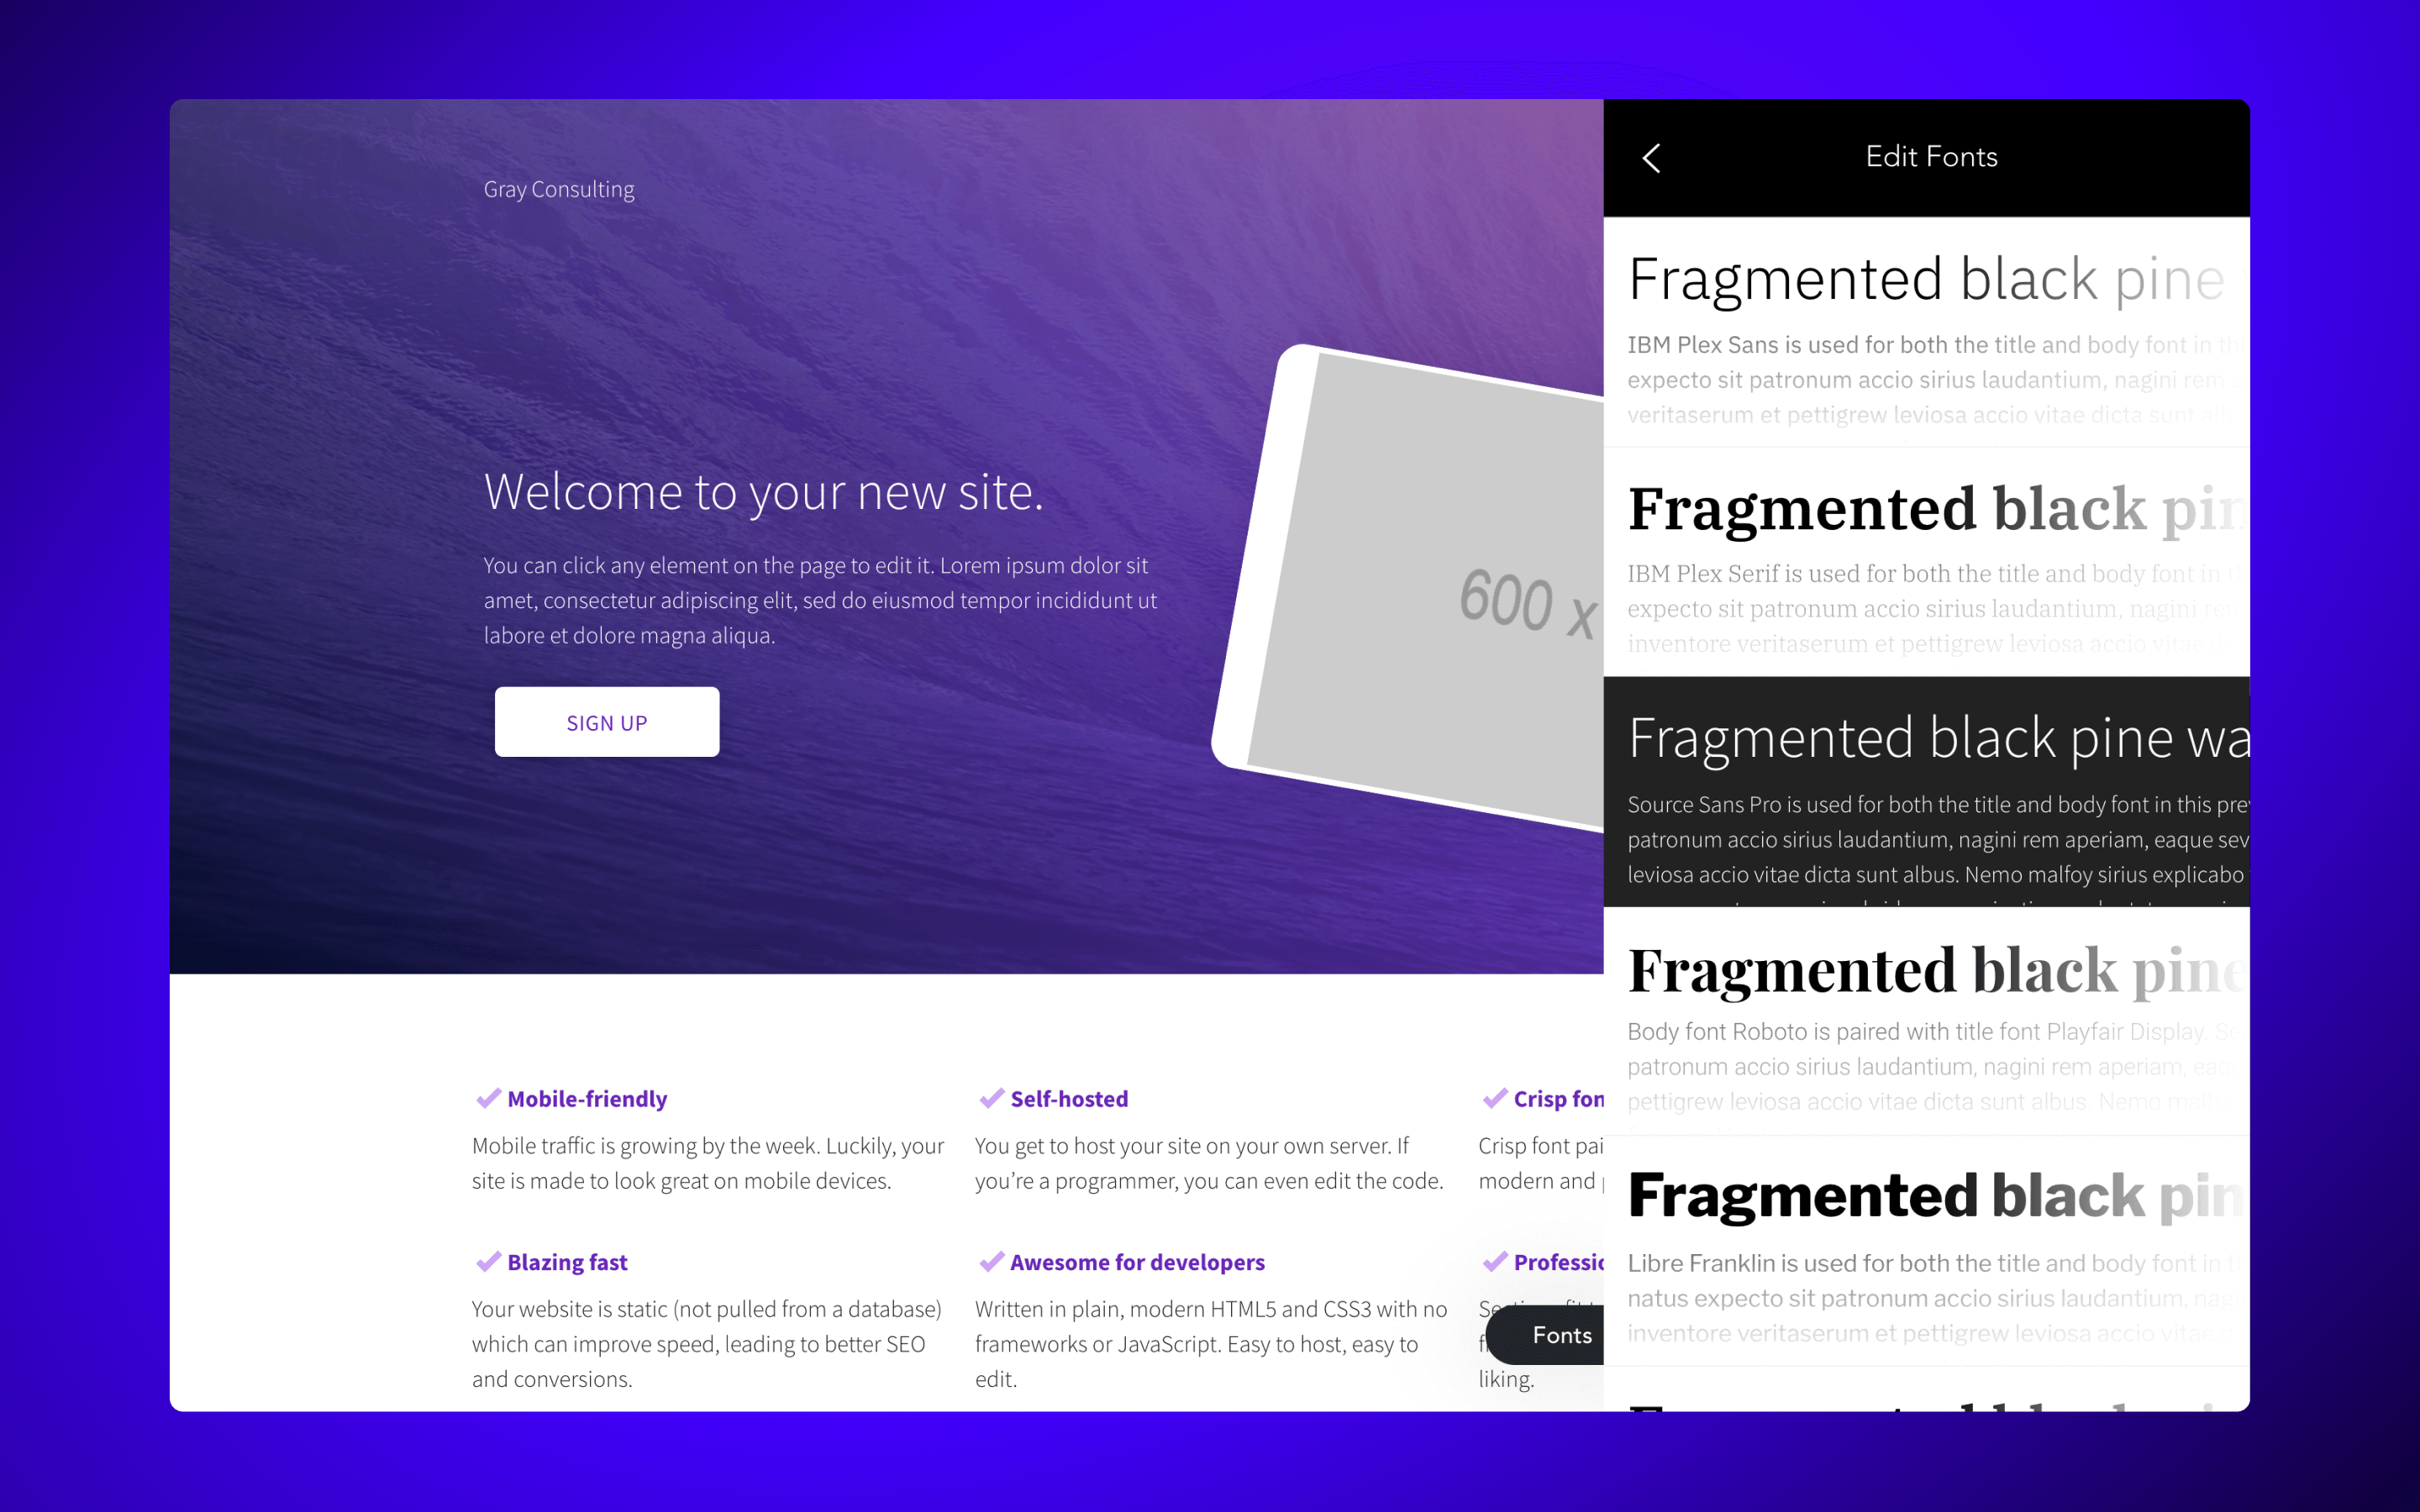 Gray Consulting
Welcome to your new site.
You can click any element on the page to edit it. Lorem ipsum dolor sit
amet, consectetur adipiscing elit, sed do eiusmod tempor incididunt ut
labore et dolore magna aliqua.
SIGN UP
600 x
Mobile-friendly
Mobile traffic is growing by the week. Luckily, your
site is made to look great on mobile devices.
Self-hosted
You get to host your site on your own server. If
you’re a programmer, you can even edit the code.
Crisp fon
Crisp font pai
modern and
Blazing fast
Your website is static (not pulled from a database)
which can improve speed, leading to better SEO
and conversions.
Awesome for developers
Written in plain, modern HTML5 and CSS3 with no
frameworks or JavaScript. Easy to host, easy to
edit.
Professio
liking.
Fonts
Edit Fonts
Fragmented black pine
IBM Plex Sans is used for both the title and body font in th
expecto sit patronum accio sirius laudantium, nagini rem
veritaserum et pettigrew leviosa accio vitae dicta sunt al
Fragmented black pin
IBM Plex Serif is used for both the title and body font in
expecto sit patronum accio sirius laudantium, nagini
inventore veritaserum et pettigrew leviosa accio vitae
Fragmented black pine wa
Source Sans Pro is used for both the title and body font in this pre
patronum accio sirius laudantium, nagini rem aperiam, eaque sev
leviosa accio vitae dicta sunt albus. Nemo malfoy sirius explicabo
Fragmented black pine
Body font Roboto is paired with title font Playfair Display.
patronum accio sirius laudantium, nagini rem aperiam,
pettigrew leviosa accio vitae dicta sunt albus. Nemo malf
Fragmented black pin
Libre Franklin is used for both the title and body font in
natus expecto sit patronum accio sirius laudantium,
inventore veritaserum et pettigrew leviosa accio vitae